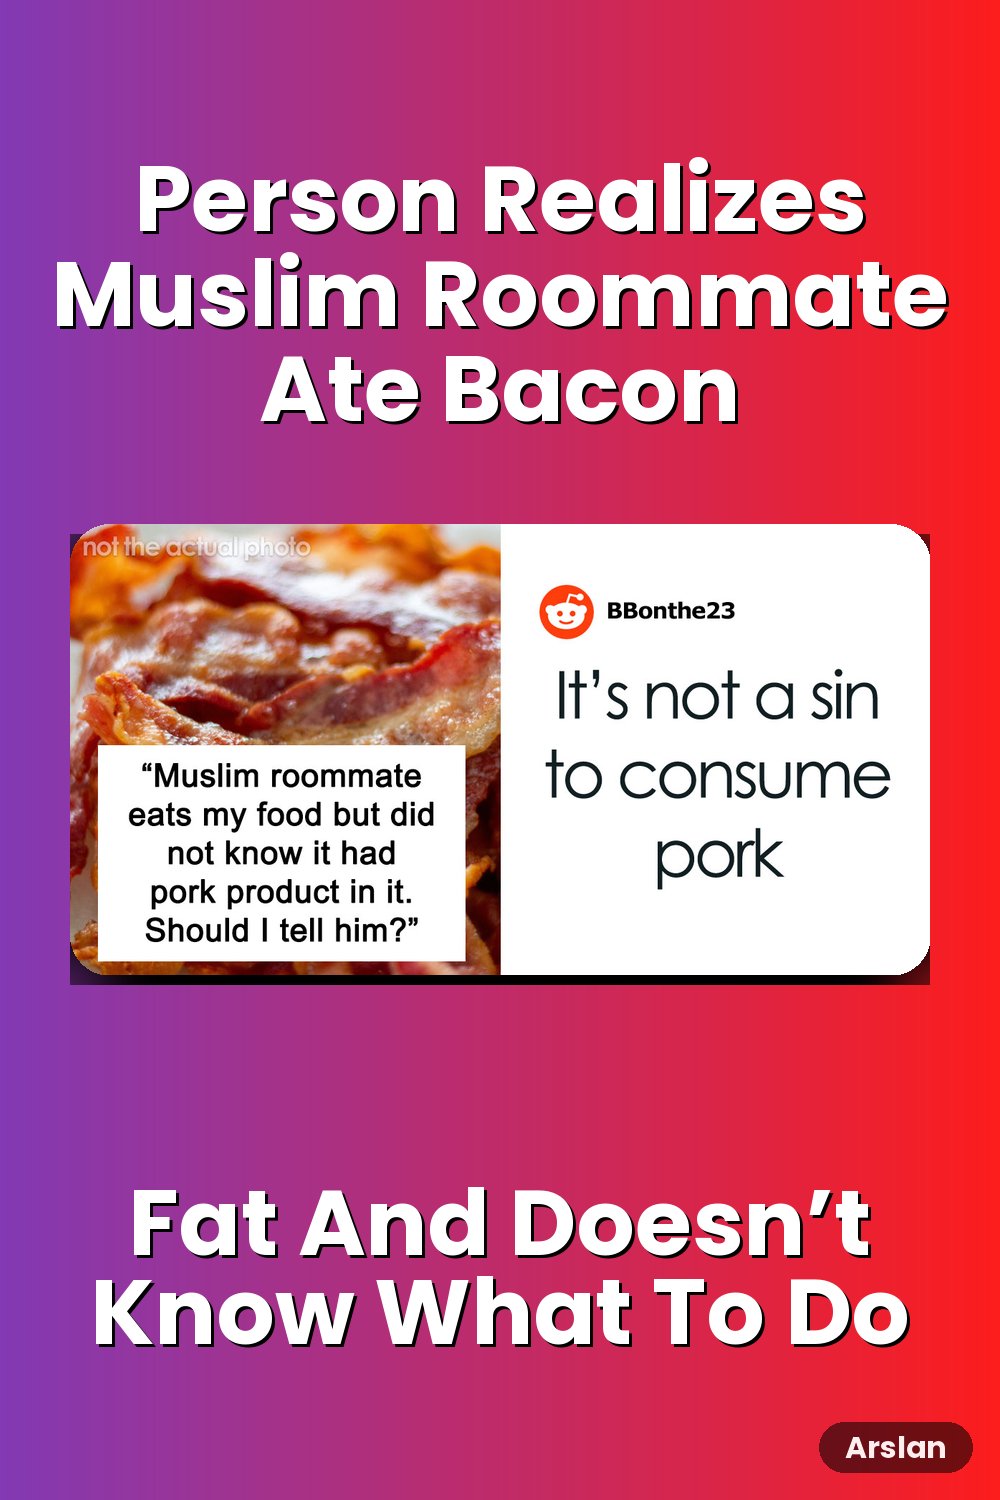 Person Realizes
Muslim Roommate
Ate Bacon
not the actual photo
“Muslim roommate
eats my food but did
not know it had
pork product in it.
Should I tell him?”
BBonthe23
It’s not a sin
to consume
pork
Fat And Doesn’t
Know What To Do
Arslan